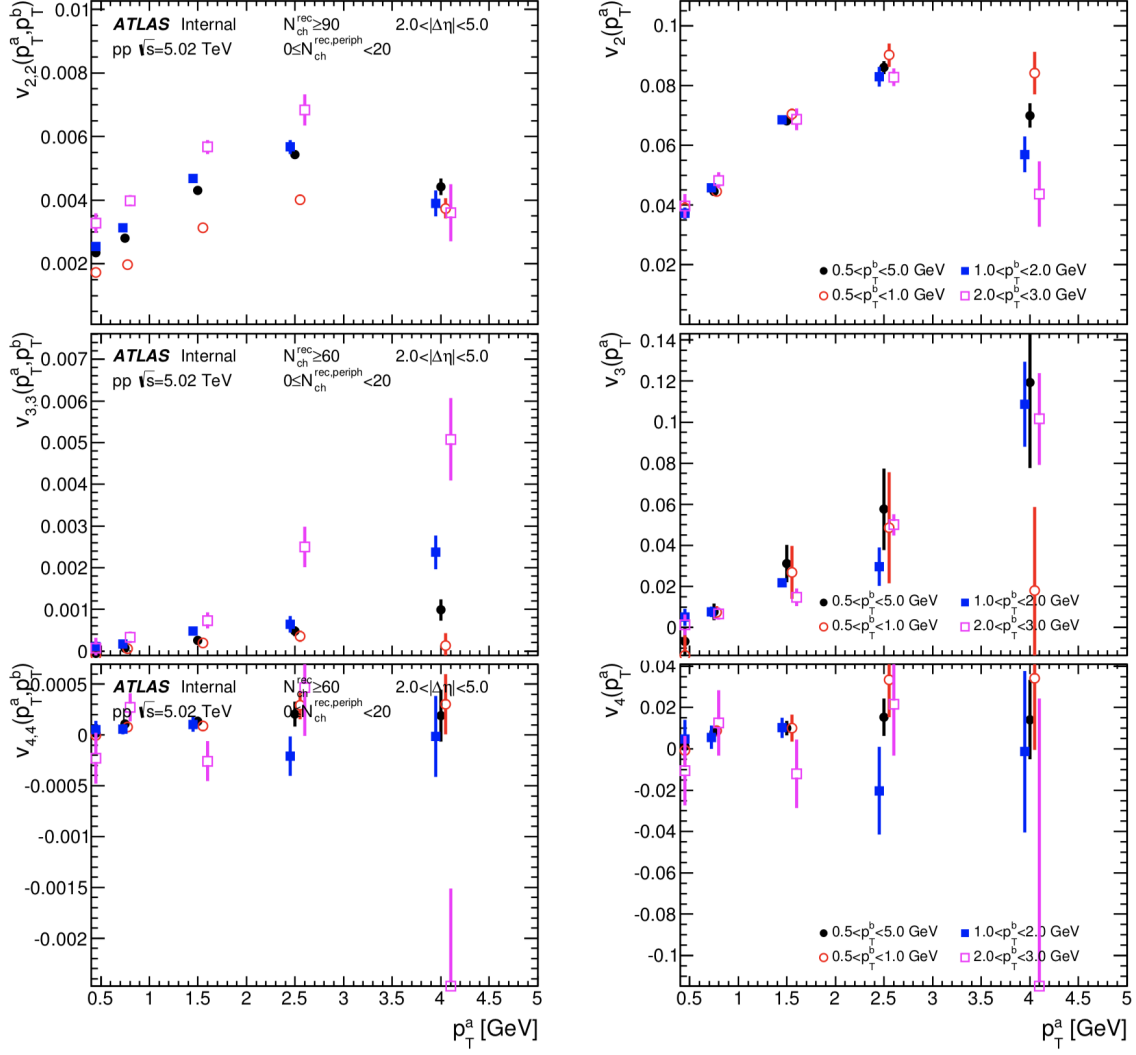 v2,2(p_T^a,p_T^b)
0.01
0.008
0.006
0.004
0.002
ATLAS Internal N_ch^rec≥90 2.0<|Δη|<5.0
pp √s=5.02 TeV 0≤N_ch^rec,periph<20
v2(p_T^a)
0.1
0.08
0.06
0.04
0.02
0.5<p_T^b<5.0 GeV 1.0<p_T^b<2.0 GeV
0.5<p_T^b<1.0 GeV 2.0<p_T^b<3.0 GeV
v3,3(p_T^a,p_T^b)
0.007
0.006
0.005
0.004
0.003
0.002
0.001
0
ATLAS Internal N_ch^rec≥60 2.0<|Δη|<5.0
pp √s=5.02 TeV 0≤N_ch^rec,periph<20
v3(p_T^a)
0.14
0.12
0.1
0.08
0.06
0.04
0.02
0
0.5<p_T^b<5.0 GeV 1.0<p_T^b<2.0 GeV
0.5<p_T^b<1.0 GeV 2.0<p_T^b<3.0 GeV
v4,4(p_T^a,p_T^b)
0.0005
0
-0.0005
-0.001
-0.0015
-0.002
ATLAS Internal N_ch^rec≥60 2.0<|Δη|<5.0
pp √s=5.02 TeV 0≤N_ch^rec,periph<20
0.5 1 1.5 2 2.5 3 3.5 4 4.5 5
p_T^a [GeV]
v4(p_T^a)
0.04
0.02
0
-0.02
-0.04
-0.06
-0.08
-0.1
0.5<p_T^b<5.0 GeV 1.0<p_T^b<2.0 GeV
0.5<p_T^b<1.0 GeV 2.0<p_T^b<3.0 GeV
0.5 1 1.5 2 2.5 3 3.5 4 4.5 5
p_T^a [GeV]